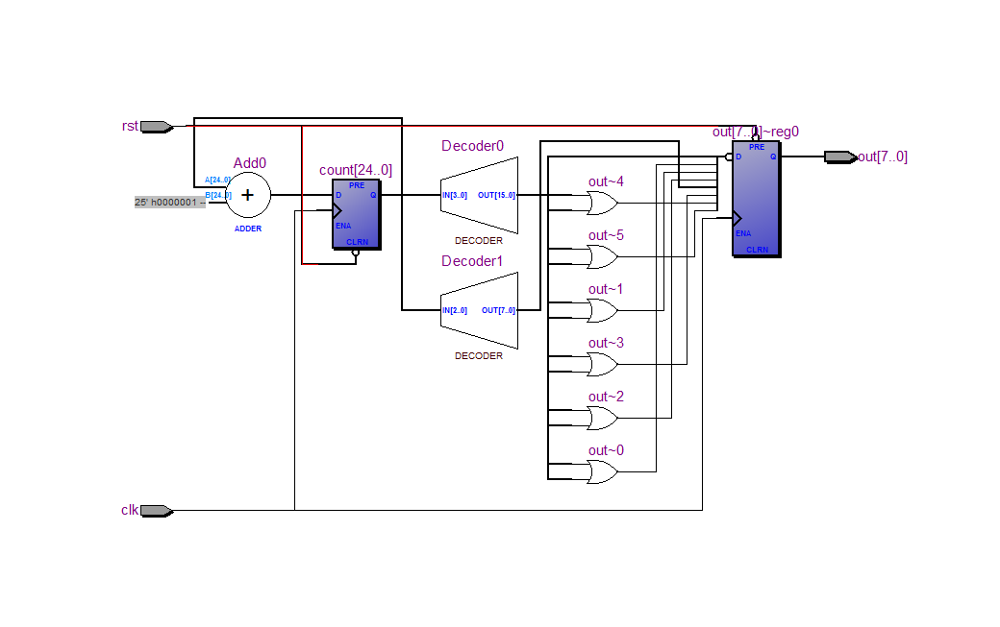 rst
Add0
A[24..0]
B[24..0]
25' h0000001 --
ADDER
count[24..0]
PRE
D
Q
ENA
CLRN
Decoder0
IN[3..0]
OUT[15..0]
DECODER
Decoder1
IN[2..0]
OUT[7..0]
DECODER
out~4
out~5
out~1
out~3
out~2
out~0
out[7..0]~reg0
PRE
D
Q
ENA
CLRN
out[7..0]
clk